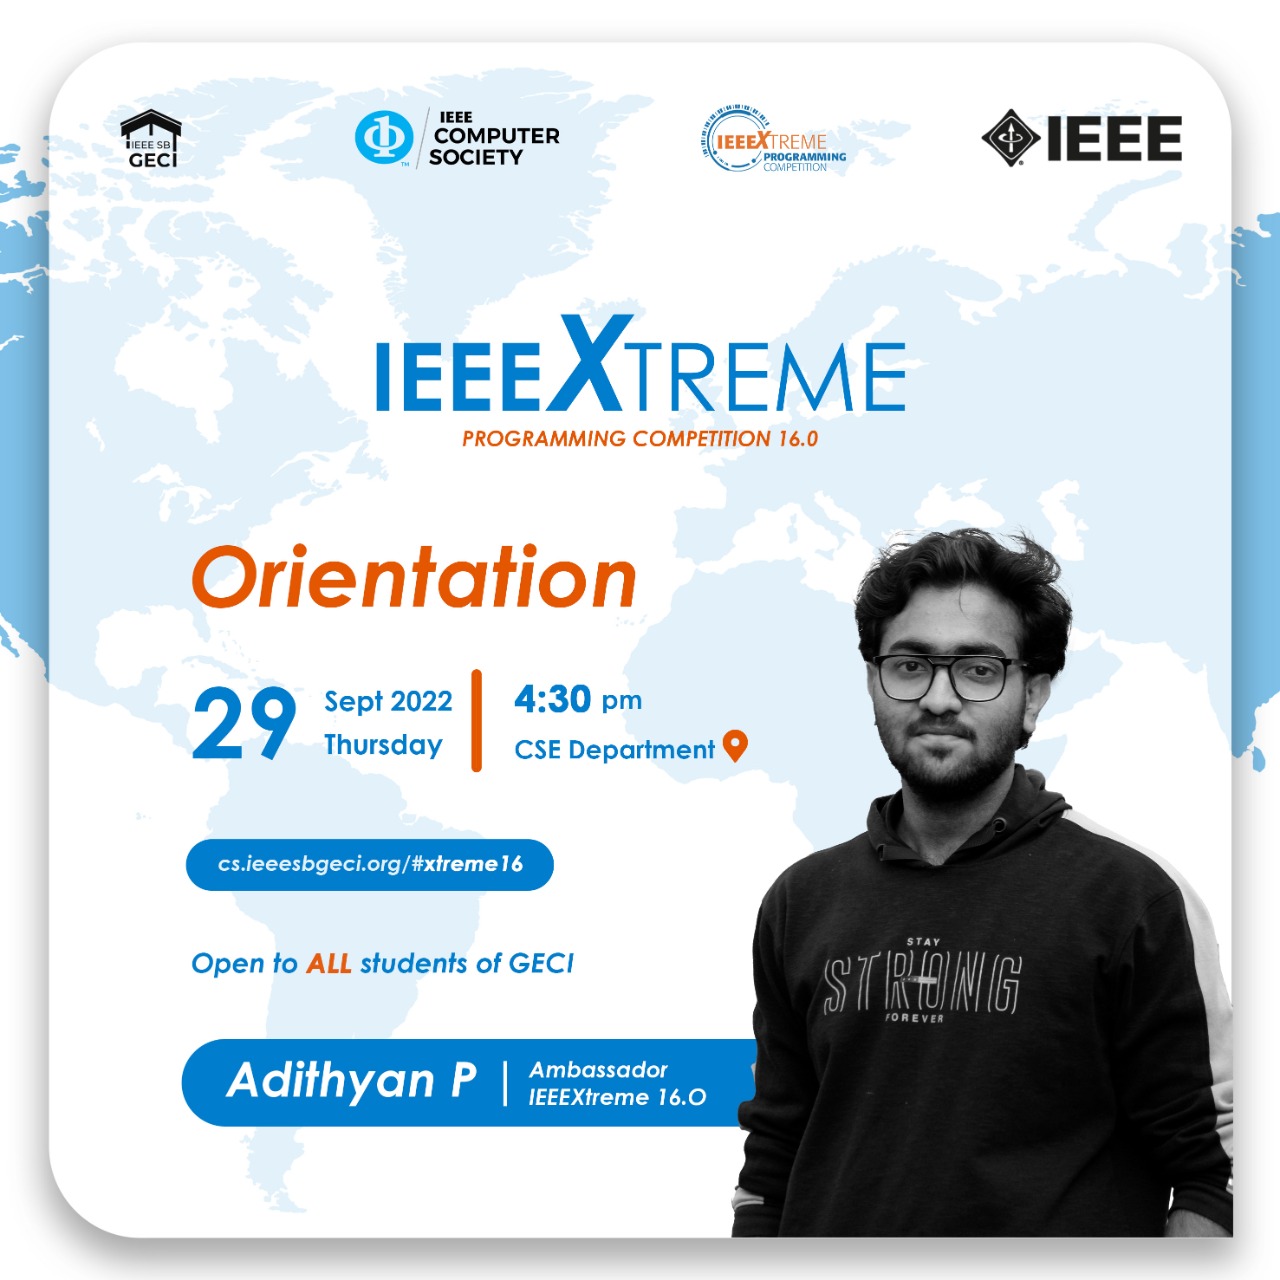 IEEE SB
GECI
IEEE
COMPUTER
SOCIETY
TM
IEEEXTREME
PROGRAMMING
COMPETITION
IEEE
IEEEXTREME
PROGRAMMING COMPETITION 16.0
Orientation
29
Sept 2022
Thursday
4:30 pm
CSE Department
cs.ieeesbgeci.org/#xtreme16
Open to ALL students of GECI
Adithyan P
Ambassador
IEEEXtreme 16.O
STAY
STRONG
FOREVER